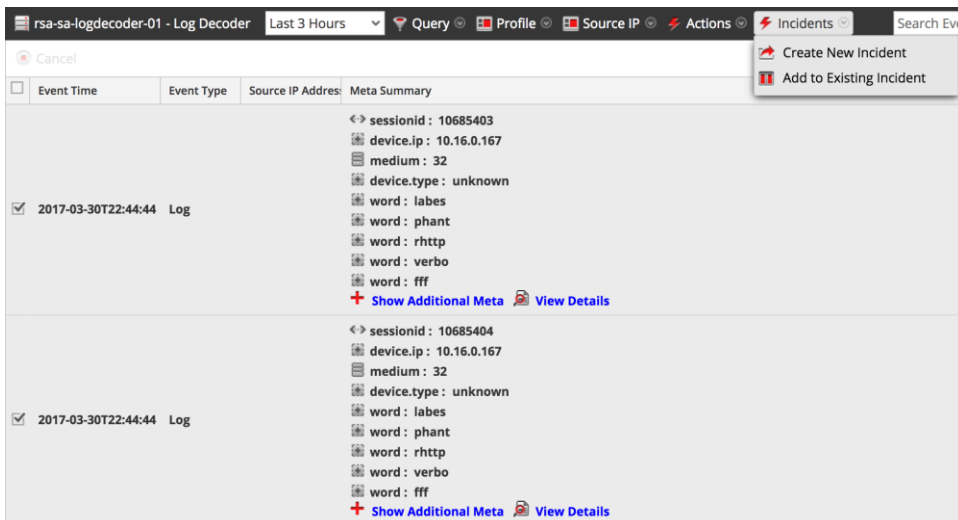 rsa-sa-logdecoder-01 - Log Decoder Last 3 Hours Query Profile Source IP Actions Incidents Search Eve
Create New Incident
Add to Existing Incident
Cancel
Event Time Event Type Source IP Address Meta Summary
sessionid : 10685403
device.ip : 10.16.0.167
medium : 32
device.type : unknown
word : labes
2017-03-30T22:44:44 Log
word : phant
word : rhttp
word : verbo
word : fff
Show Additional Meta View Details
sessionid : 10685404
device.ip : 10.16.0.167
medium : 32
device.type : unknown
word : labes
2017-03-30T22:44:44 Log
word : phant
word : rhttp
word : verbo
word : fff
Show Additional Meta View Details